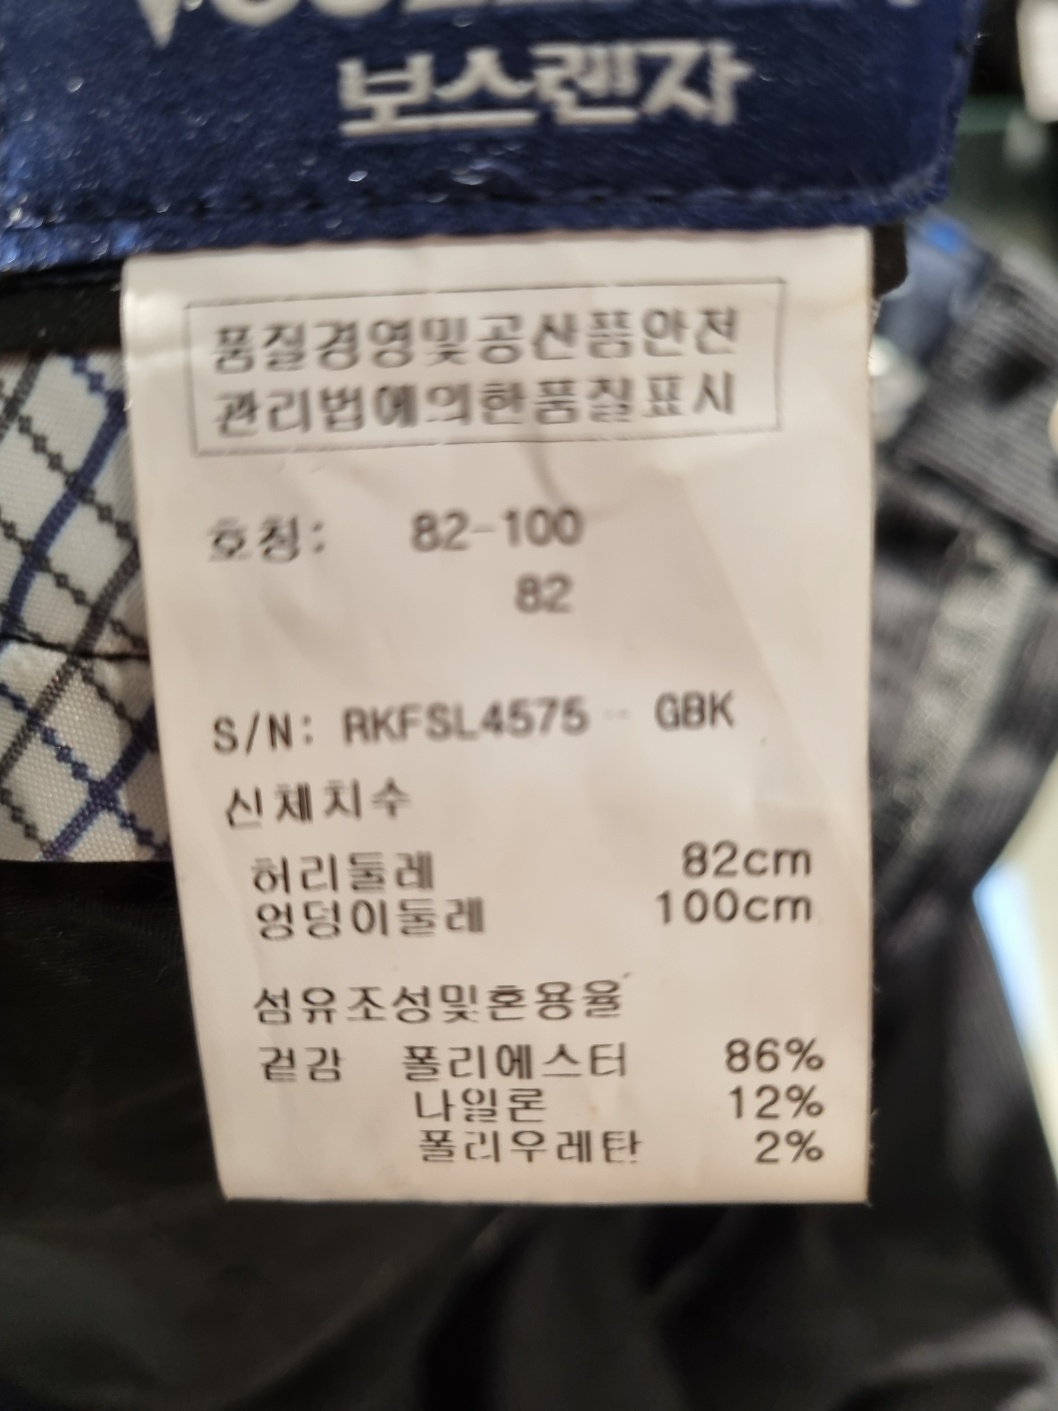 보스렌자
품질경영및공산품안전
관리법에의한품질표시
호칭: 82-100
82
S/N: RKFSL4575 - GBK
신체치수
허리둘레 82cm
엉덩이둘레 100cm
섬유조성및혼용율
겉감 폴리에스터 86%
나일론 12%
폴리우레탄 2%